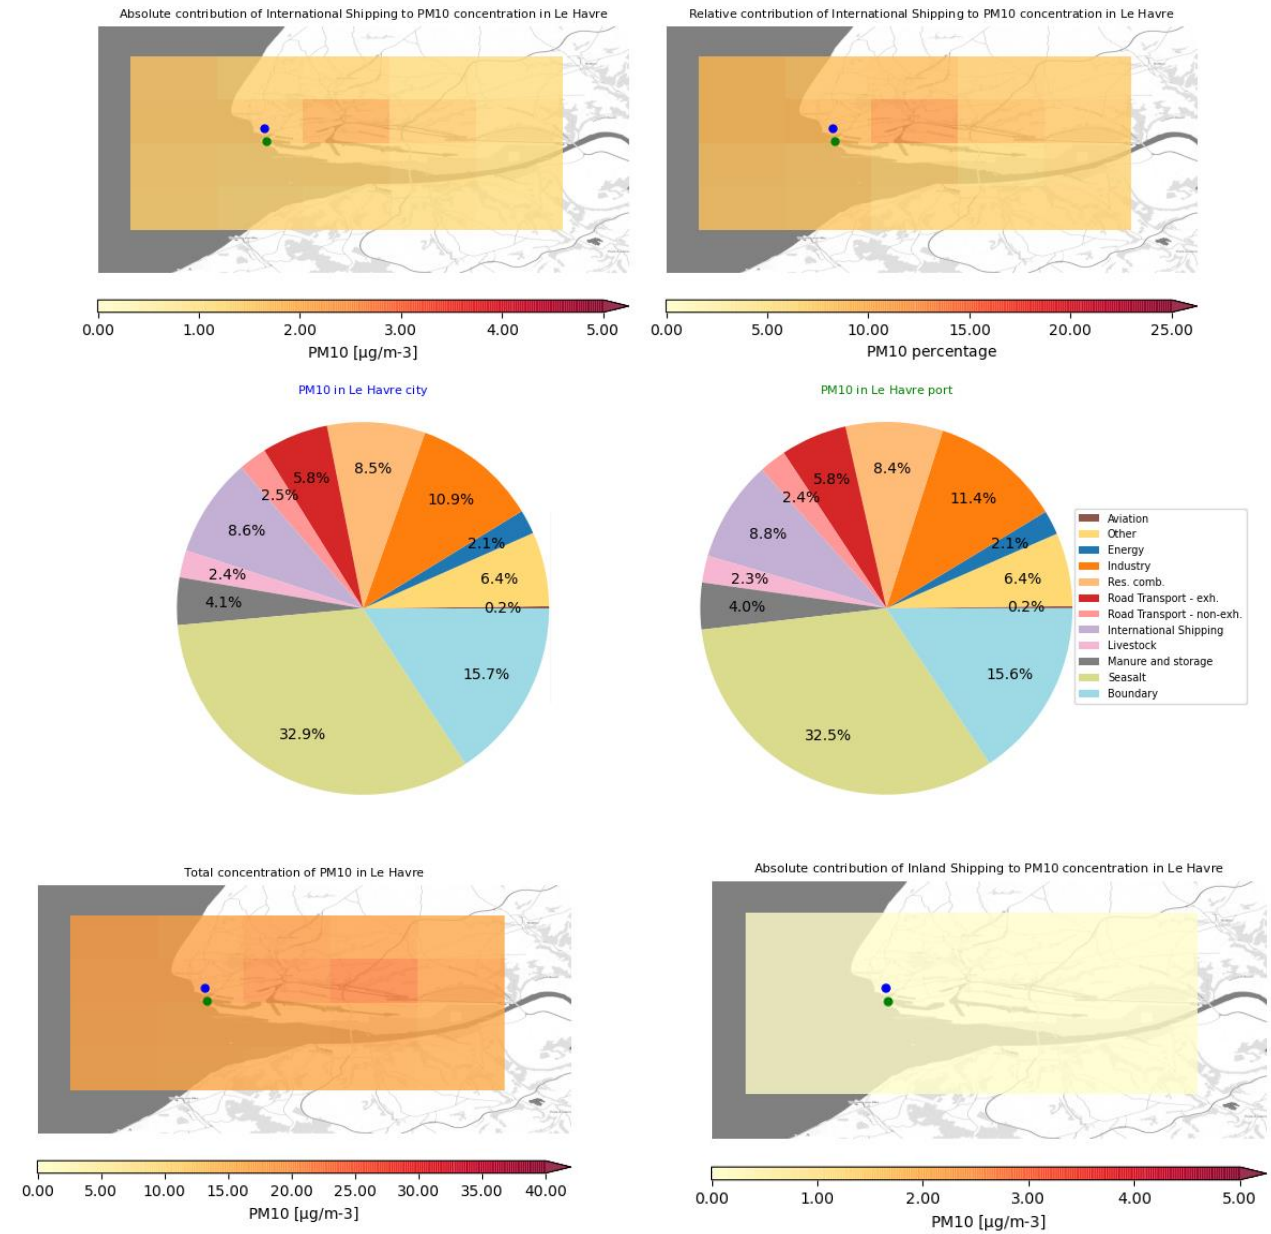 Absolute contribution of International Shipping to PM10 concentration in Le Havre
Relative contribution of International Shipping to PM10 concentration in Le Havre
0.00 1.00 2.00 3.00 4.00 5.00
PM10 [µg/m-3]
0.00 5.00 10.00 15.00 20.00 25.00
PM10 percentage
PM10 in Le Havre city
5.8%
8.5%
2.5%
10.9%
8.6%
2.1%
2.4%
6.4%
4.1%
0.2%
15.7%
32.9%
PM10 in Le Havre port
5.8%
8.4%
2.4%
11.4%
8.8%
2.1%
2.3%
6.4%
4.0%
0.2%
15.6%
32.5%
Aviation
Other
Energy
Industry
Res. comb.
Road Transport - exh.
Road Transport - non-exh.
International Shipping
Livestock
Manure and storage
Seasalt
Boundary
Total concentration of PM10 in Le Havre
0.00 5.00 10.00 15.00 20.00 25.00 30.00 35.00 40.00
PM10 [µg/m-3]
Absolute contribution of Inland Shipping to PM10 concentration in Le Havre
0.00 1.00 2.00 3.00 4.00 5.00
PM10 [µg/m-3]